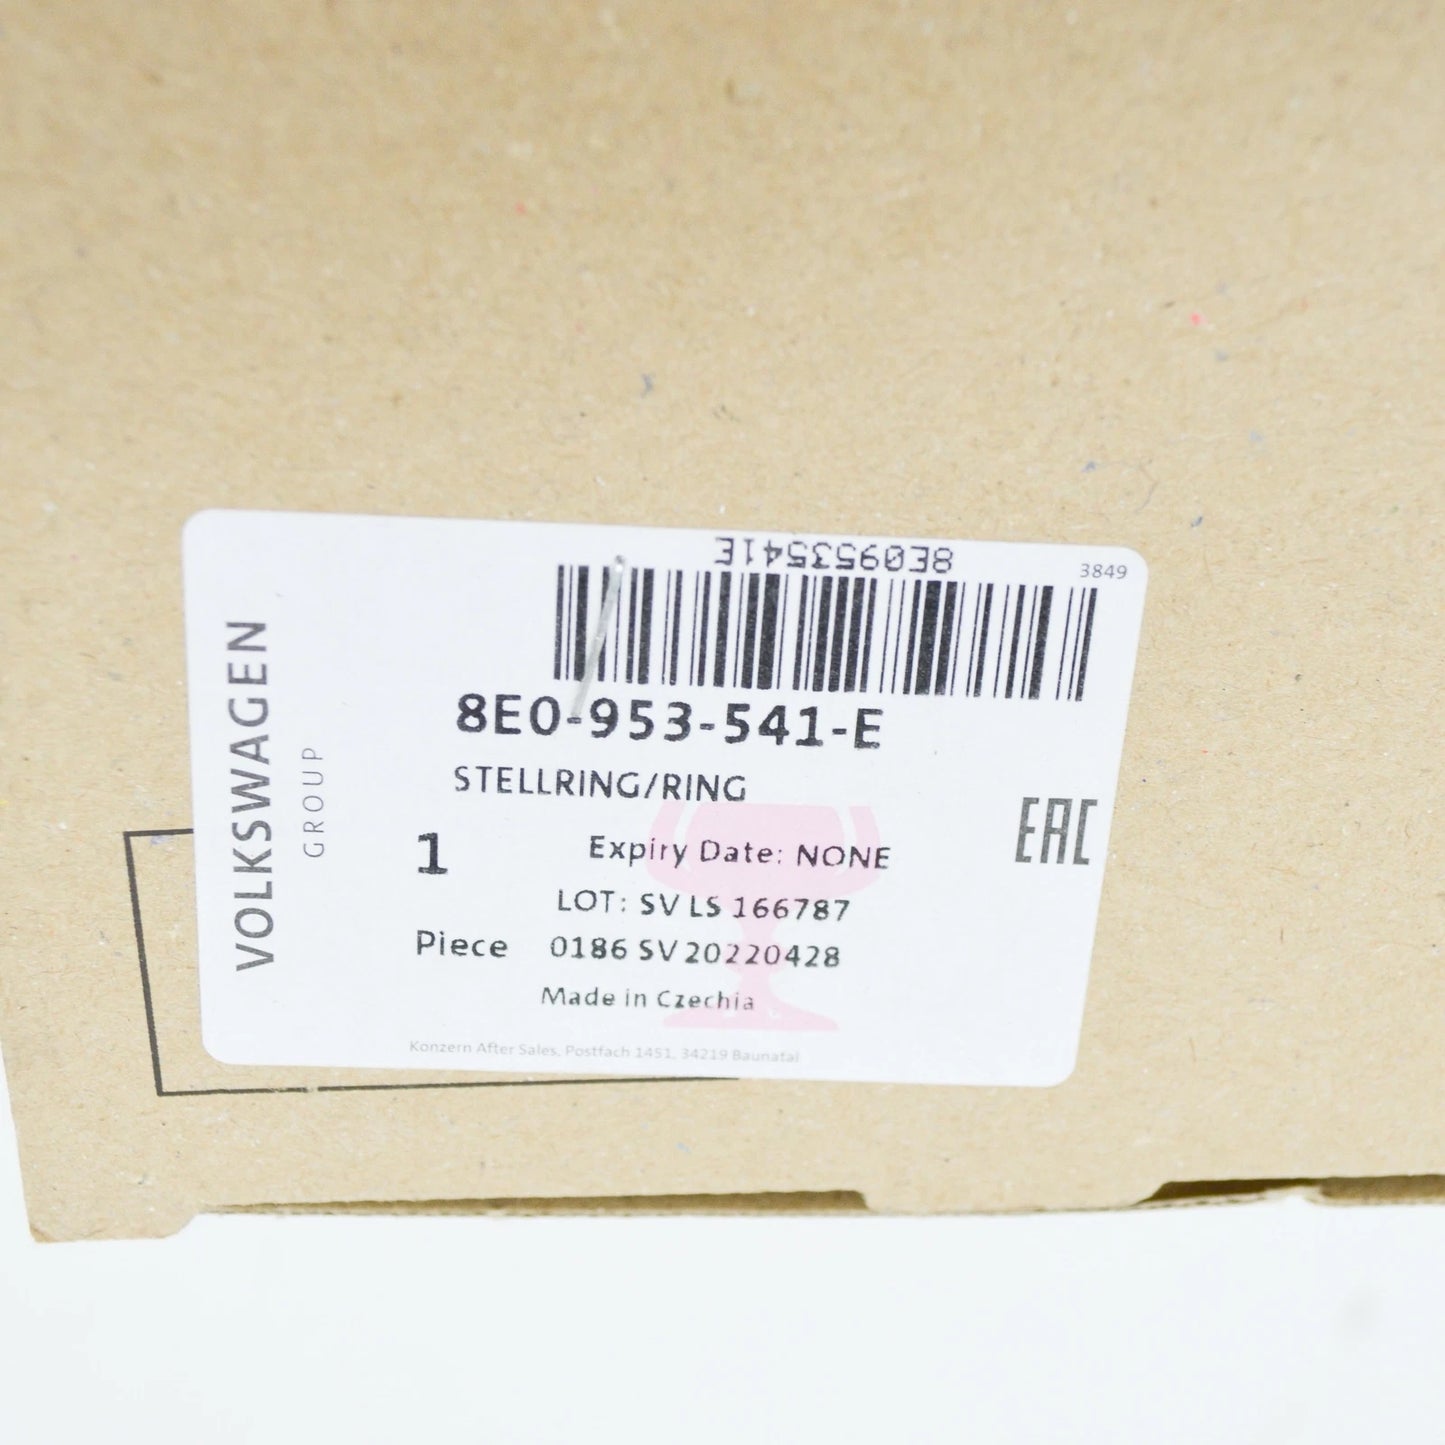 8E0953541E
3849
8E0-953-541-E
STELLRING/RING
VOLKSWAGEN
GROUP
1
Piece
Expiry Date: NONE
LOT: SV LS 166787
0186 SV 20220428
Made in Czechia
EAC
Konzern After Sales, Postfach 1451, 34219 Baunatal